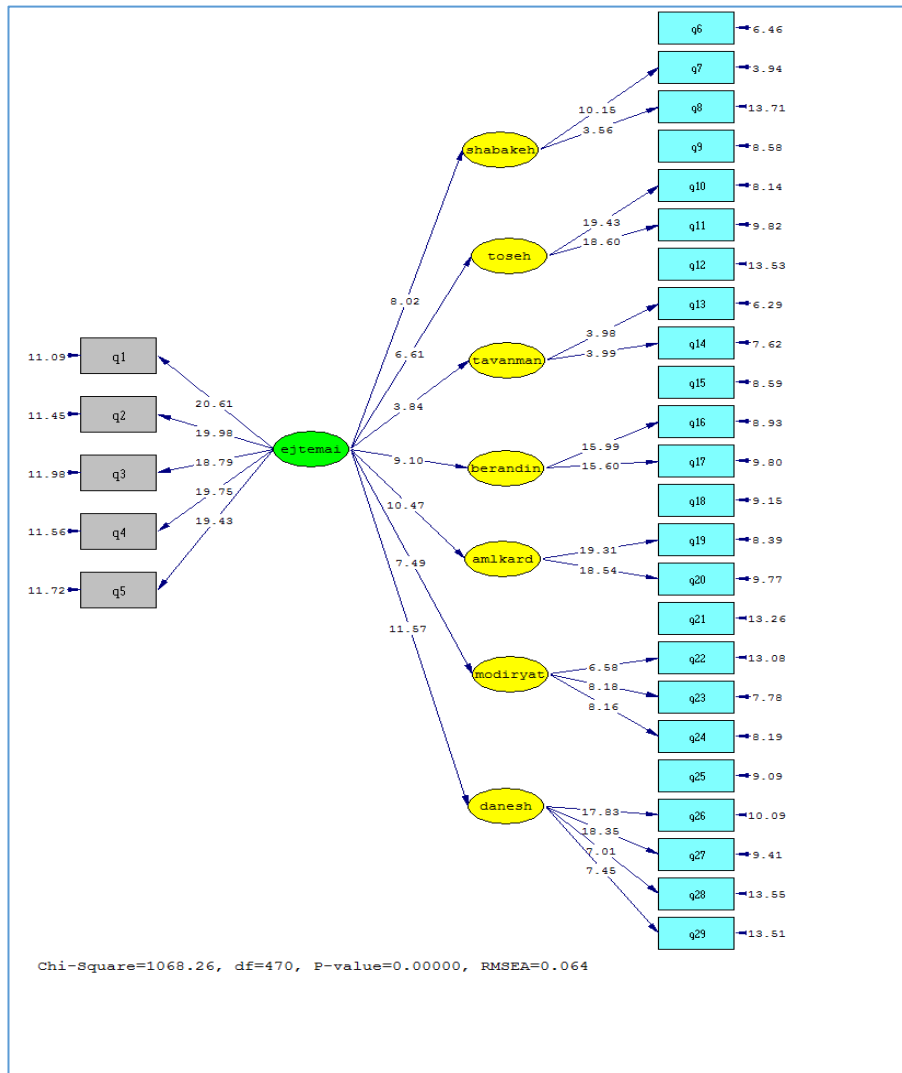 q6 6.46
q7 3.94
10.15
q8 13.71
3.56
shabakeh
q9 8.58
q10 8.14
19.43
q11 9.82
18.60
toseh
q12 13.53
8.02
q13 6.29
3.98
q14 7.62
3.99
tavanman
6.61
11.09 q1
q15 8.59
20.61
3.84
11.45 q2
q16 8.93
19.98
15.99
ejtemai
9.10
berandin
15.60
q17 9.80
11.98 q3
18.79
q18 9.15
19.75
10.47
11.56 q4
19.43
q19 8.39
19.31
amlkard
7.49
18.54
q20 9.77
11.72 q5
q21 13.26
11.57
q22 13.08
6.58
modiryat
8.18
q23 7.78
8.16
q24 8.19
q25 9.09
danesh
17.83
q26 10.09
18.35
q27 9.41
7.01
7.45
q28 13.55
q29 13.51
Chi-Square=1068.26, df=470, P-value=0.00000, RMSEA=0.064